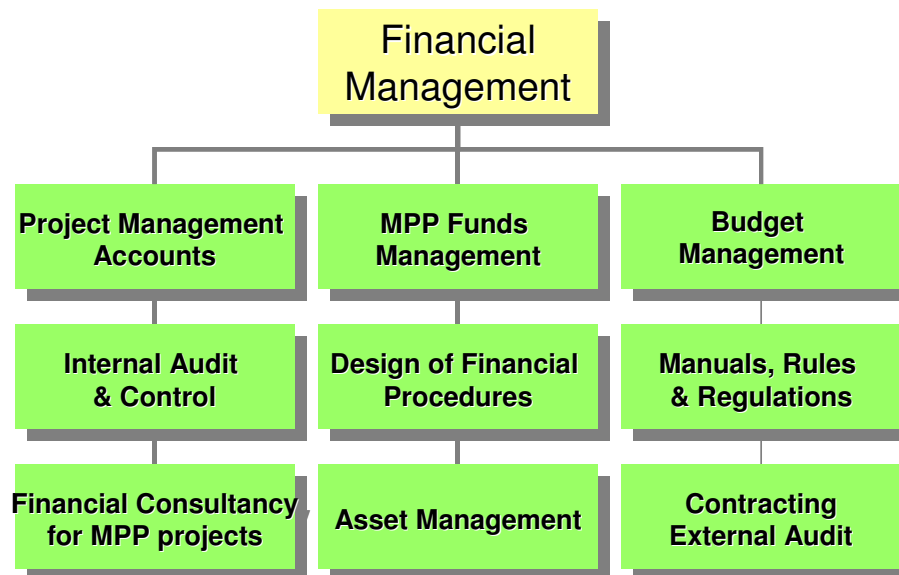 Financial
Management
Project Management
Accounts
MPP Funds
Management
Budget
Management
Internal Audit
& Control
Design of Financial
Procedures
Manuals, Rules
& Regulations
Financial Consultancy
for MPP projects
Asset Management
Contracting
External Audit